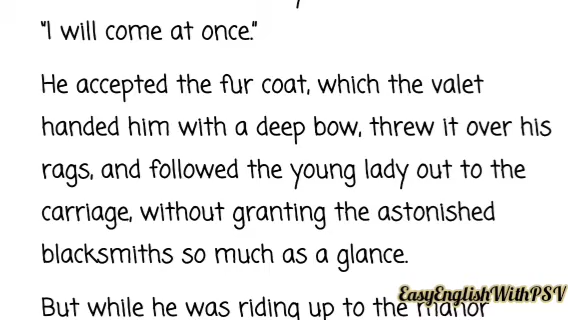 "I will come at once."
He accepted the fur coat, which the valet
handed him with a deep bow, threw it over his
rags, and followed the young lady out to the
carriage, without granting the astonished
blacksmiths so much as a glance.
But while he was riding up to the manor
EasyEnglishWithPSV